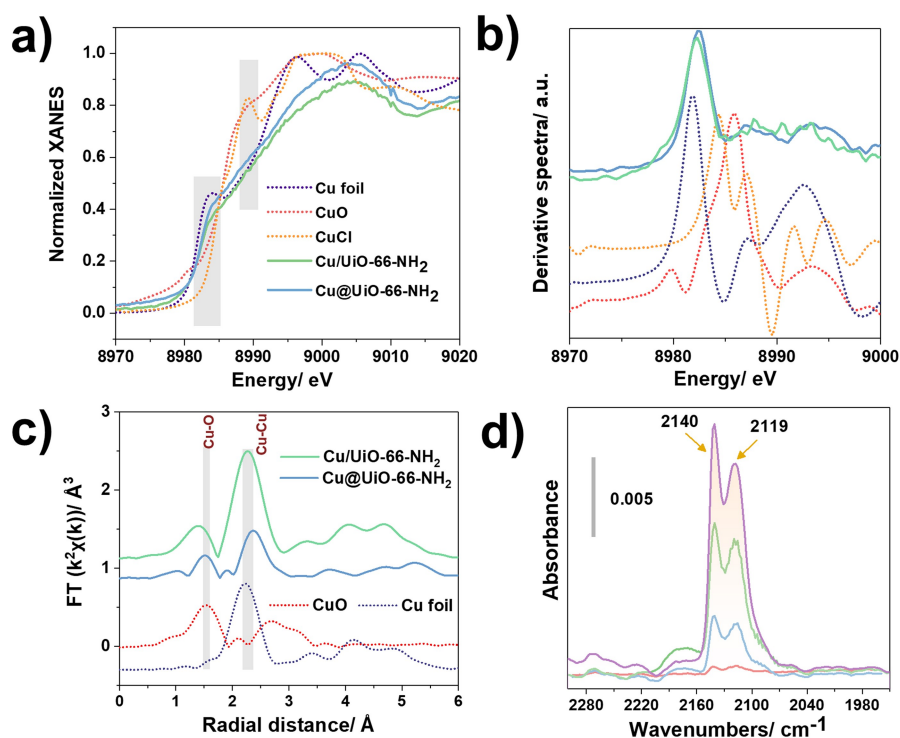 a)
Normalized XANES
1.0
0.8
0.6
0.4
0.2
0.0
Cu foil
CuO
CuCl
Cu/UiO-66-NH2
Cu@UiO-66-NH2
8970 8980 8990 9000 9010 9020
Energy/ eV
b)
Derivative spectra/ a.u.
8970 8980 8990 9000
Energy/ eV
c)
FT (k²χ(k))/ Å³
3
2
1
0
Cu-O
Cu-Cu
Cu/UiO-66-NH2
Cu@UiO-66-NH2
CuO Cu foil
0 1 2 3 4 5 6
Radial distance/ Å
d)
Absorbance
2140 2119
0.005
2280 2220 2160 2100 2040 1980
Wavenumbers/ cm-1